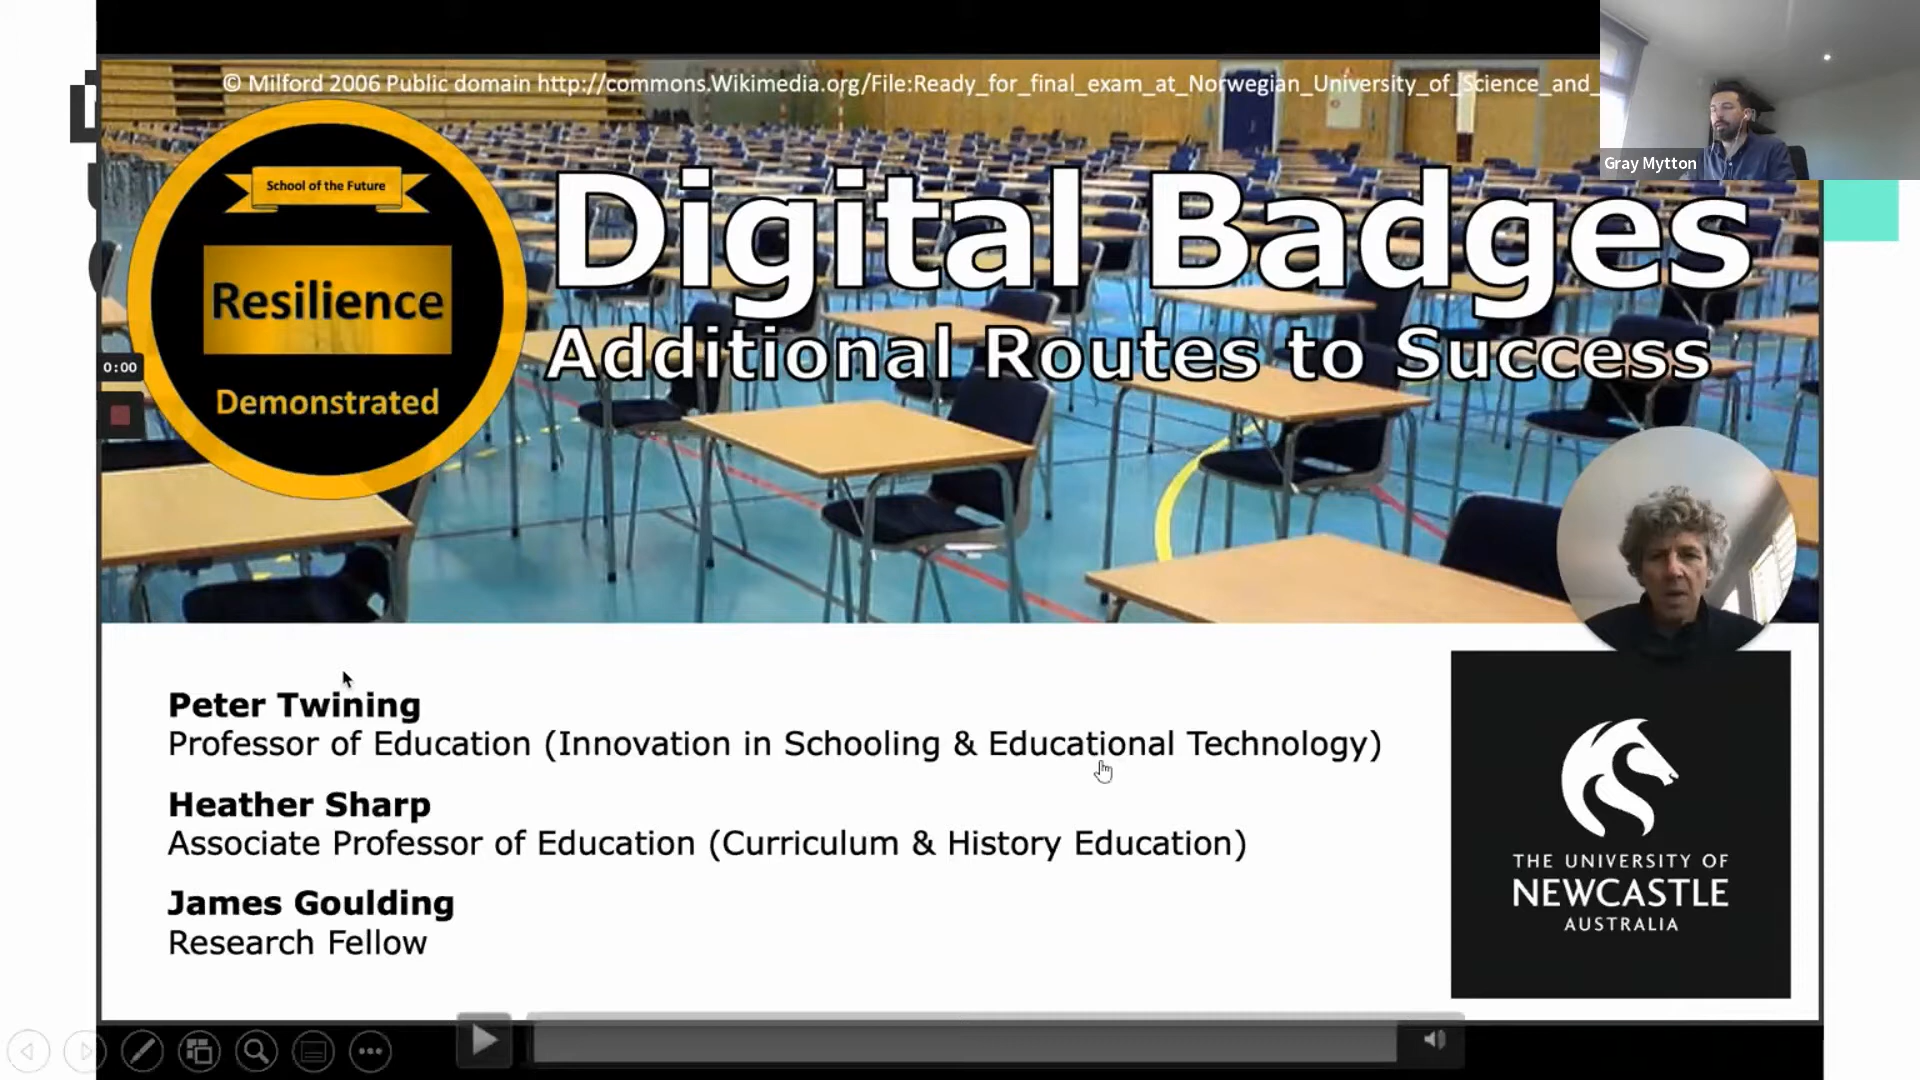 © Milford 2006 Public domain http://commons.Wikimedia.org/File:Ready_for_final_exam_at_Norwegian_University_of_Science_and_
Gray Mytton
School of the Future
Resilience
Demonstrated
Digital Badges
Additional Routes to Success
0:00
Peter Twining
Professor of Education (Innovation in Schooling & Educational Technology)
Heather Sharp
Associate Professor of Education (Curriculum & History Education)
James Goulding
Research Fellow
THE UNIVERSITY OF
NEWCASTLE
AUSTRALIA